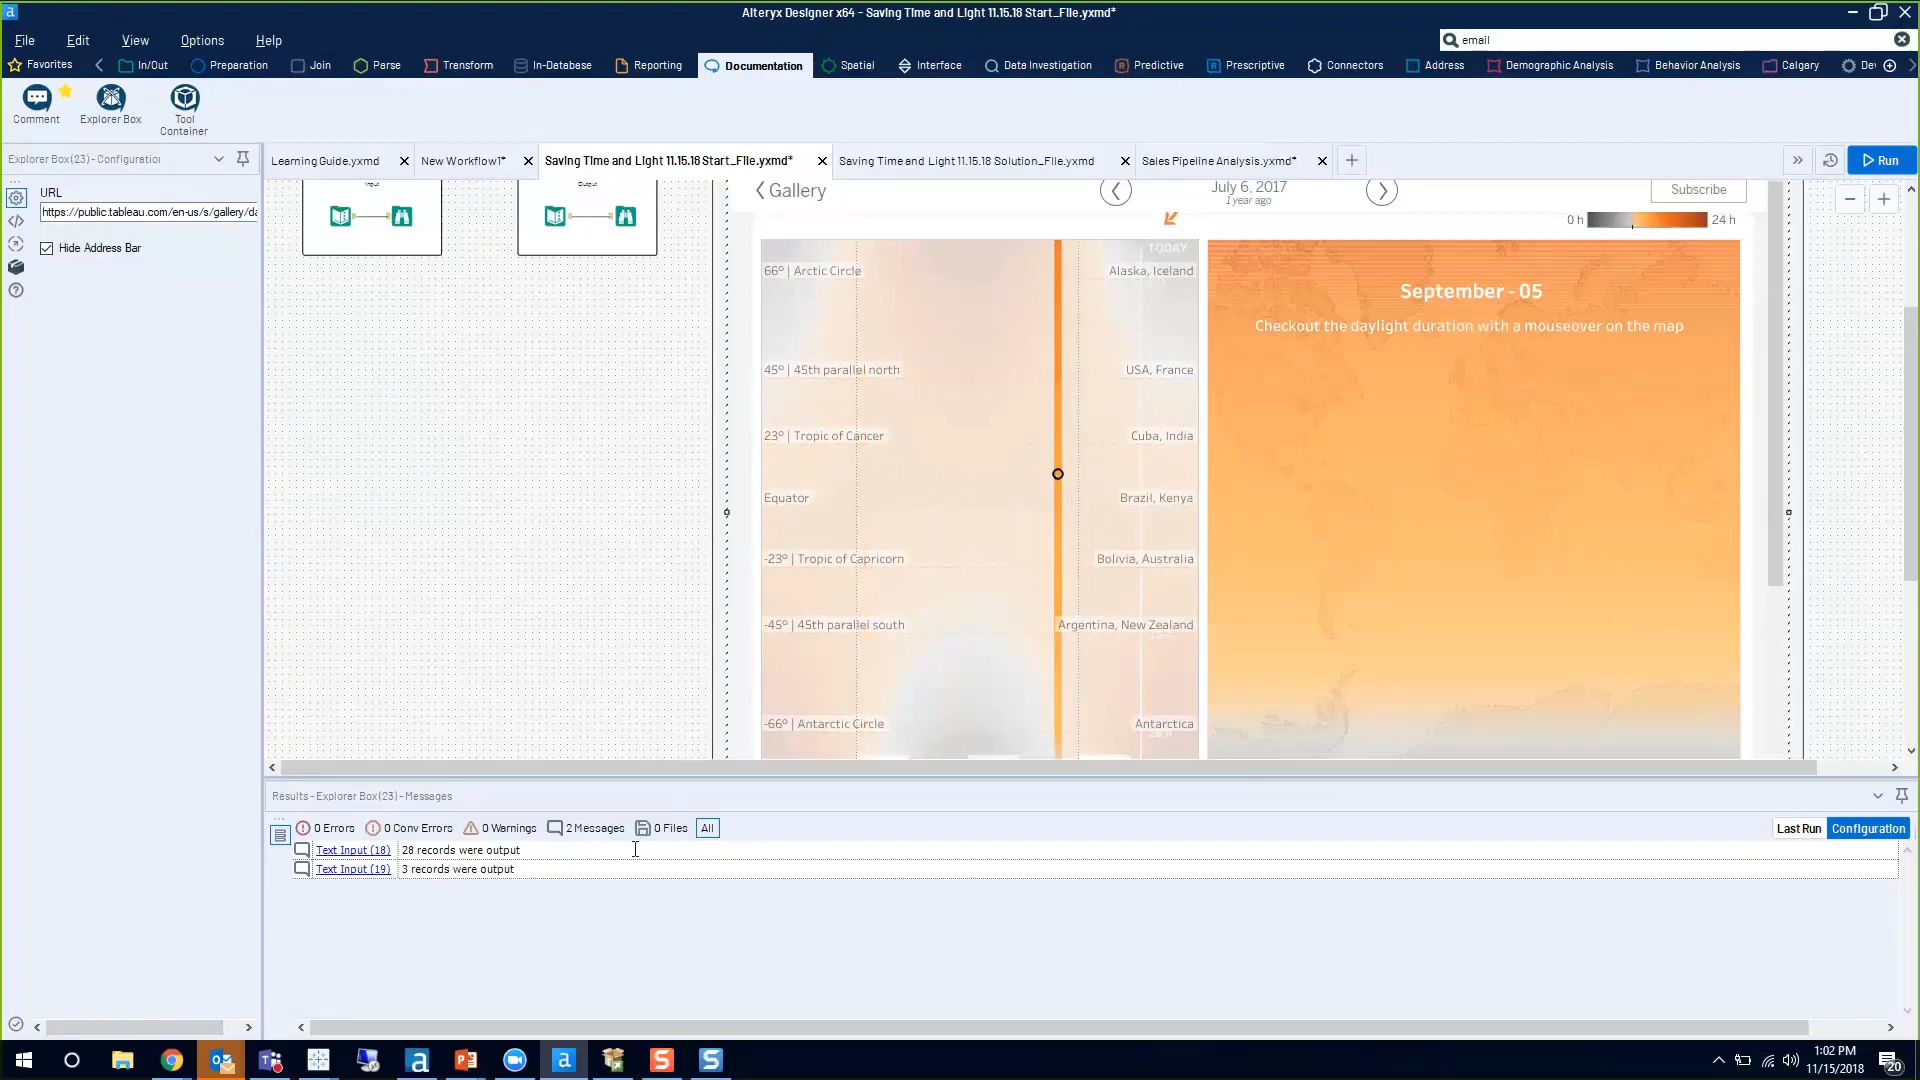 Alteryx Designer x64 - Saving Time and Light 11.15.18 Start_File.yxmd*
File Edit View Options Help
email
Favorites In/Out Preparation Join Parse Transform In-Database Reporting Documentation Spatial Interface Data Investigation Predictive Prescriptive Connectors Address Demographic Analysis Behavior Analysis Calgary
Comment Explorer Box Tool Container
Explorer Box (23) - Configuration
Learning Guide.yxmd New Workflow1* Saving Time and Light 11.15.18 Start_File.yxmd* Saving Time and Light 11.15.18 Solution_File.yxmd Sales Pipeline Analysis.yxmd* Run
URL
https://public.tableau.com/en-us/s/gallery/da
Hide Address Bar
Input Output
Gallery July 6, 2017 Subscribe
1 year ago
0 h 24 h
TODAY
66º | Arctic Circle Alaska, Iceland
45º | 45th parallel north USA, France
23º | Tropic of Cancer Cuba, India
Equator Brazil, Kenya
-23º | Tropic of Capricorn Bolivia, Australia
-45º | 45th parallel south Argentina, New Zealand
-66º | Antarctic Circle Antarctica
September - 05
Checkout the daylight duration with a mouseover on the map
Results - Explorer Box (23) - Messages
0 Errors 0 Conv Errors 0 Warnings 2 Messages 0 Files All Last Run Configuration
Text Input (18) 28 records were output
Text Input (19) 3 records were output
1:02 PM
11/15/2018
20